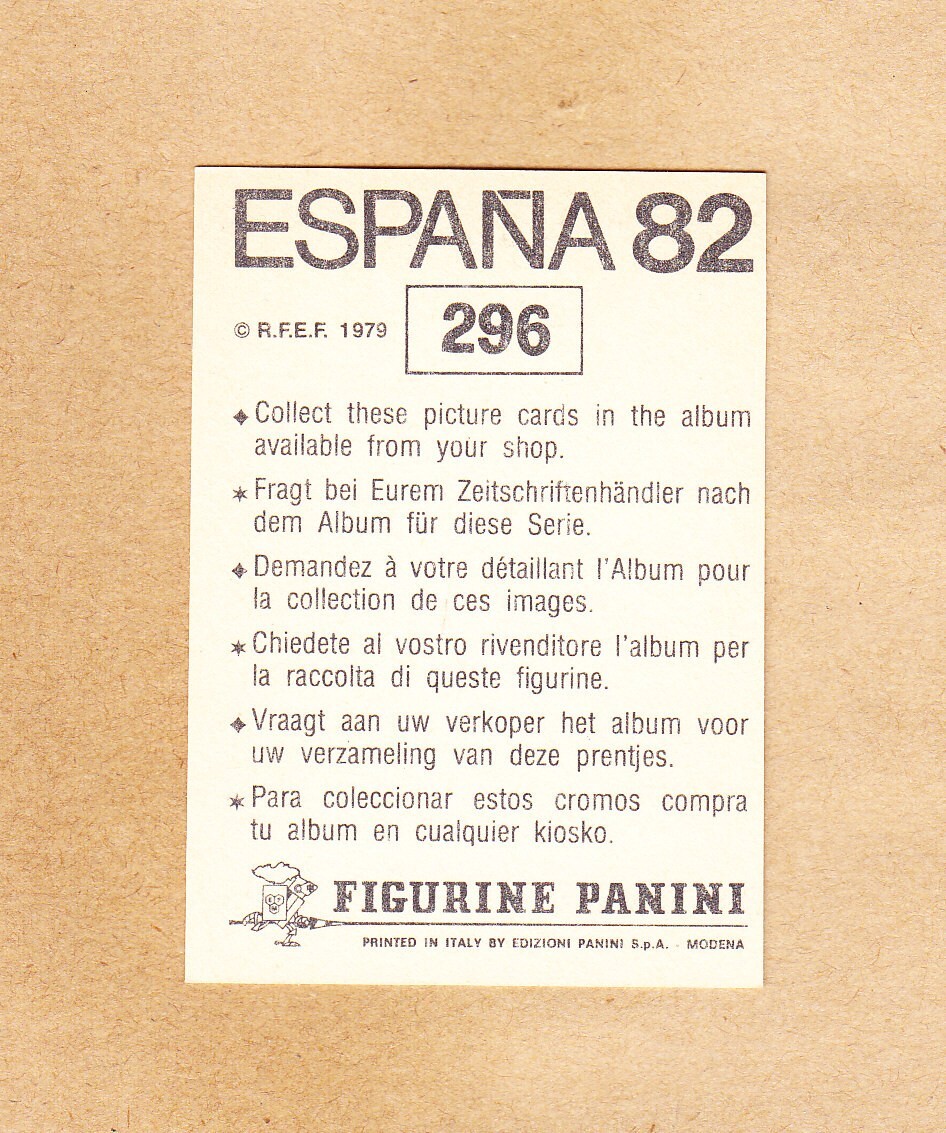 ESPAÑA 82
© R.F.E.F. 1979 296
Collect these picture cards in the album
available from your shop.
Fragt bei Eurem Zeitschriftenhändler nach
dem Album für diese Serie.
Demandez à votre détaillant l'Album pour
la collection de ces images.
Chiedete al vostro rivenditore l'album per
la raccolta di queste figurine.
Vraagt aan uw verkoper het album voor
uw verzameling van deze prentjes.
Para coleccionar estos cromos compra
tu album en cualquier kiosko.
FIGURINE PANINI
PRINTED IN ITALY BY EDIZIONI PANINI S.p.A. - MODENA